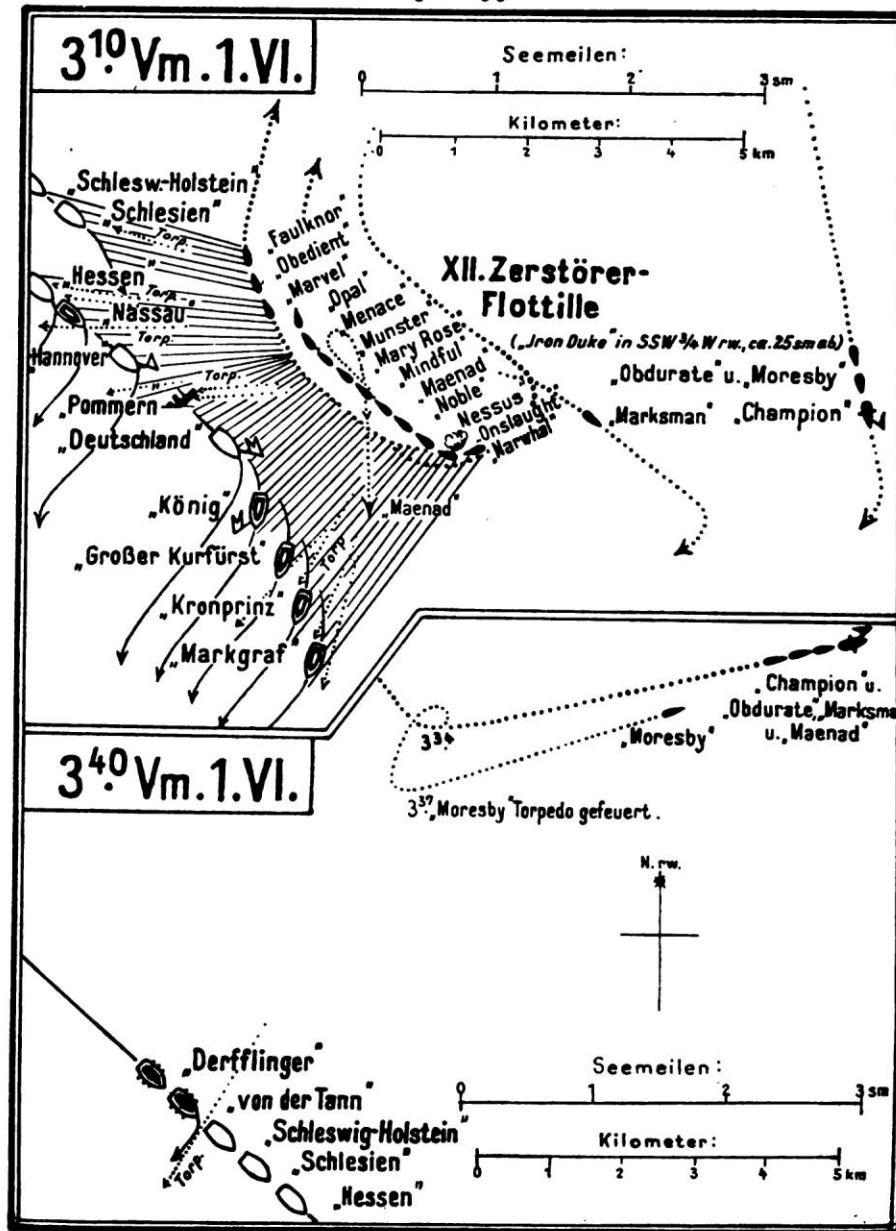 3¹⁰ Vm. 1. VI.
Seemeilen:
0 1 2 3 sm
Kilometer:
0 1 2 3 4 5 km
„Schlesw.-Holstein"
„Schlesien"
Torp.
„Hessen"
Torp.
„Nassau"
Torp.
„Hannover"
„Pommern"
Torp.
„Deutschland"
„König"
„Großer Kurfürst"
Torp.
„Kronprinz"
„Markgraf"
„Faulknor"
„Obedient"
„Marvel"
„Opal"
„Menace"
„Munster"
„Mary Rose"
„Mindful"
„Maenad"
„Noble"
„Nessus"
„Onslaught"
„Narwhal"
„Maenad"
XII. Zerstörer-
Flottille
(„Jron Duke" in SSW ¾ W rw., ca. 25 sm ab)
„Obdurate" u. „Moresby"
„Marksman" „Champion"
3⁴⁰ Vm. 1. VI.
3³⁴
„Champion" u.
„Obdurate", „Marksma
u. „Maenad"
„Moresby"
3³⁷ „Moresby" Torpedo gefeuert.
N. rw.
„Derfflinger"
„von der Tann"
„Schleswig-Holstein"
„Schlesien"
„Hessen"
Torp.
Seemeilen:
0 1 2 3 sm
Kilometer:
0 1 2 3 4 5 km